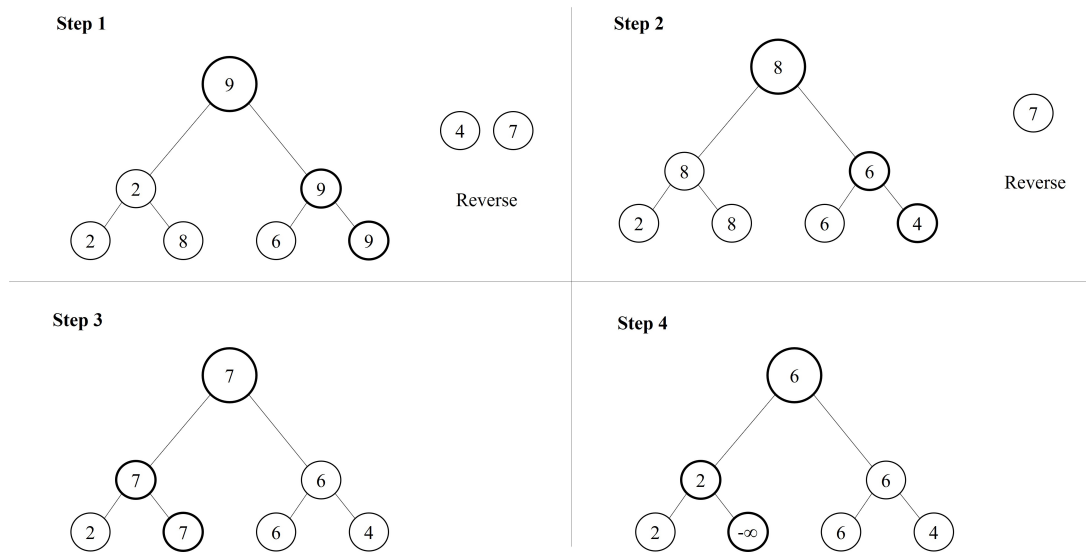 Step 1
9
2 9
2 8 6 9
4 7
Reverse
Step 2
8
8 6
2 8 6 4
7
Reverse
Step 3
7
7 6
2 7 6 4
Step 4
6
2 6
2 -∞ 6 4